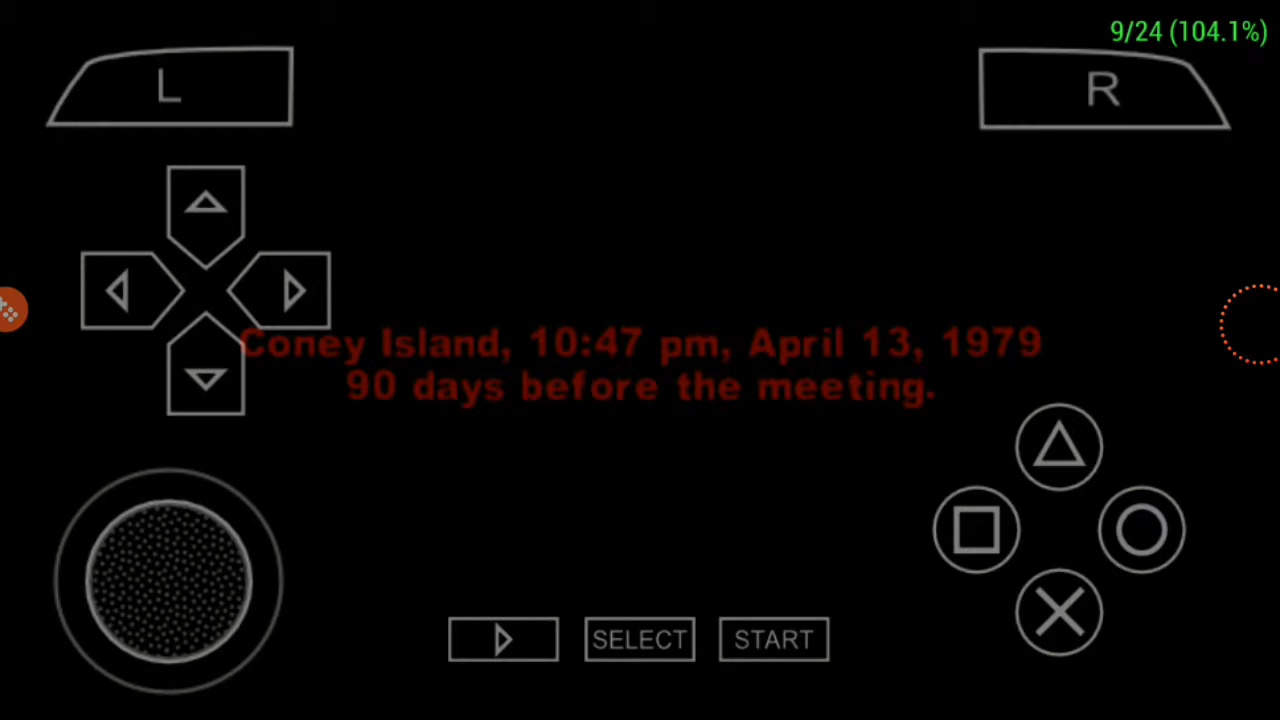 9/24 (104.1%)
L
R
Coney Island, 10:47 pm, April 13, 1979
90 days before the meeting.
SELECT
START